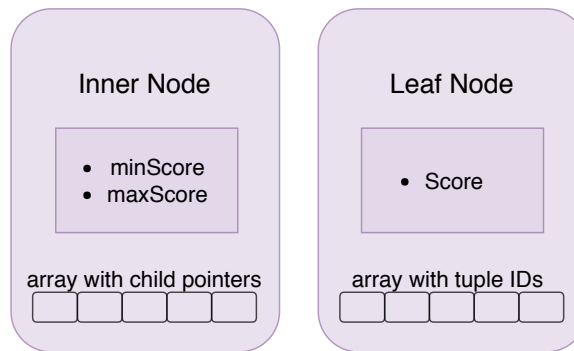 Inner Node
• minScore
• maxScore
array with child pointers
Leaf Node
• Score
array with tuple IDs